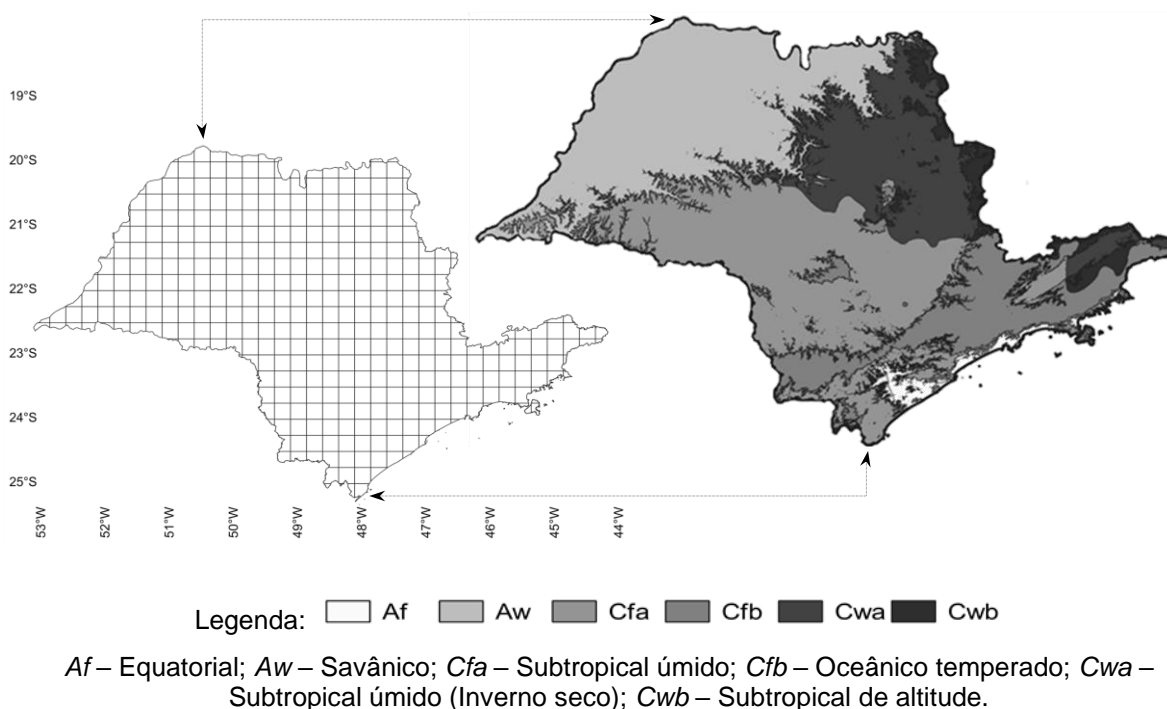 19°S
20°S
21°S
22°S
23°S
24°S
25°S
53°W
52°W
51°W
50°W
49°W
48°W
47°W
46°W
45°W
44°W
Legenda: Af Aw Cfa Cfb Cwa Cwb
Af – Equatorial; Aw – Savânico; Cfa – Subtropical úmido; Cfb – Oceânico temperado; Cwa –
Subtropical úmido (Inverno seco); Cwb – Subtropical de altitude.